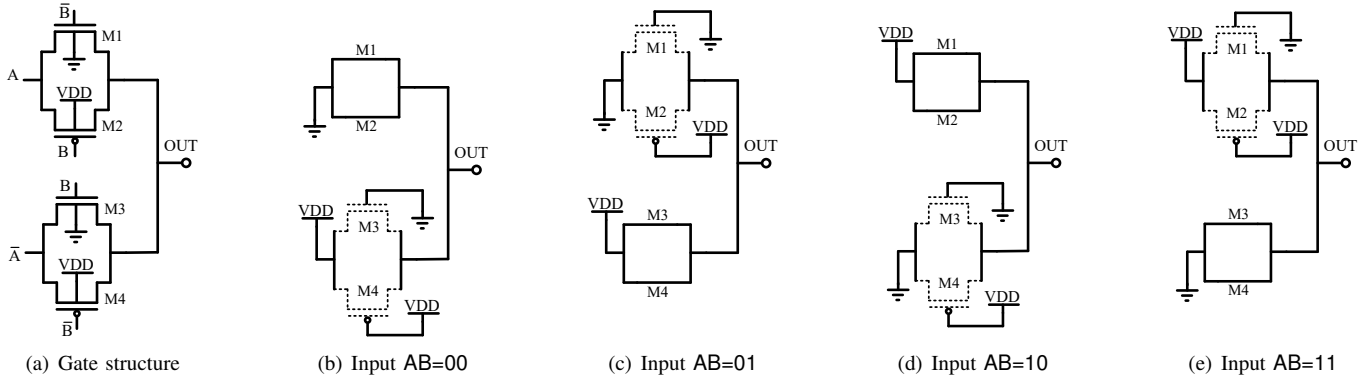 B̅
M1
A
VDD
M2
B
OUT
B
M3
A̅
VDD
M4
B̅
(a) Gate structure
M1
M2
OUT
VDD
M3
M4
VDD
(b) Input AB=00
M1
M2
VDD
OUT
VDD
M3
M4
(c) Input AB=01
VDD
M1
M2
OUT
M3
M4
VDD
(d) Input AB=10
VDD
M1
M2
VDD
OUT
M3
M4
(e) Input AB=11